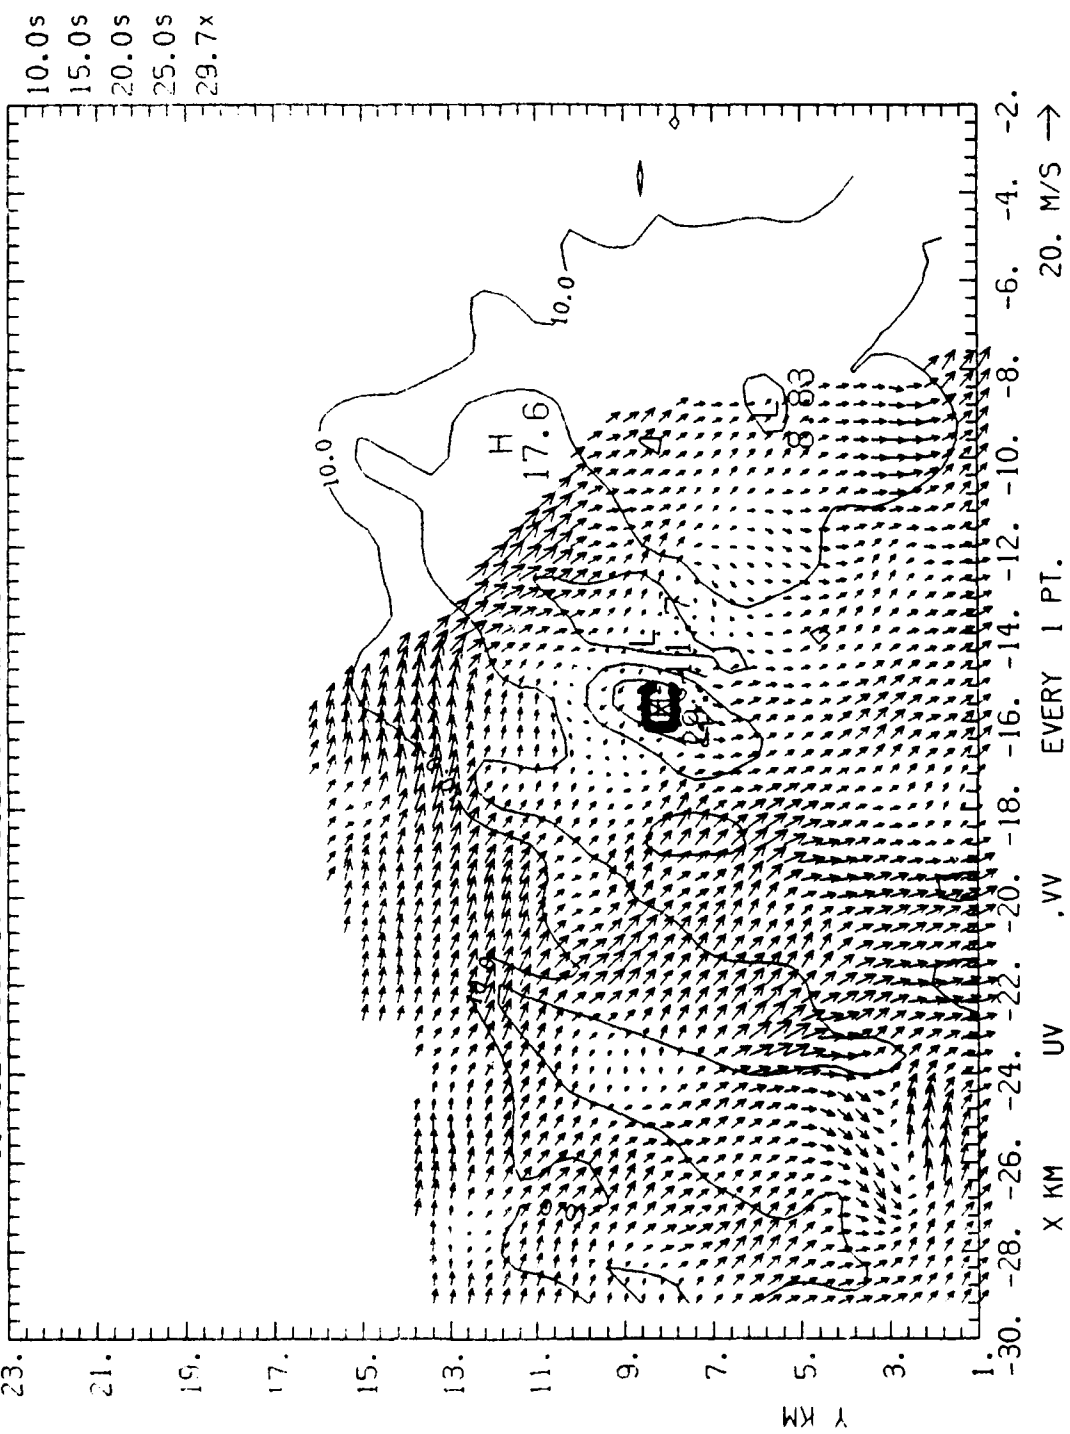 10.0s
15.0s
20.0s
25.0s
29.7x
23.
21.
19.
17.
15.
13.
11.
9.
7.
5.
3.
1.
Y KM
10.0
10.0
H
17.6
L
8.83
L
-30. -28. -26. -24. -22. -20. -18. -16. -14. -12. -10. -8. -6. -4. -2.
X KM UV ,VV EVERY 1 PT. 20. M/S →